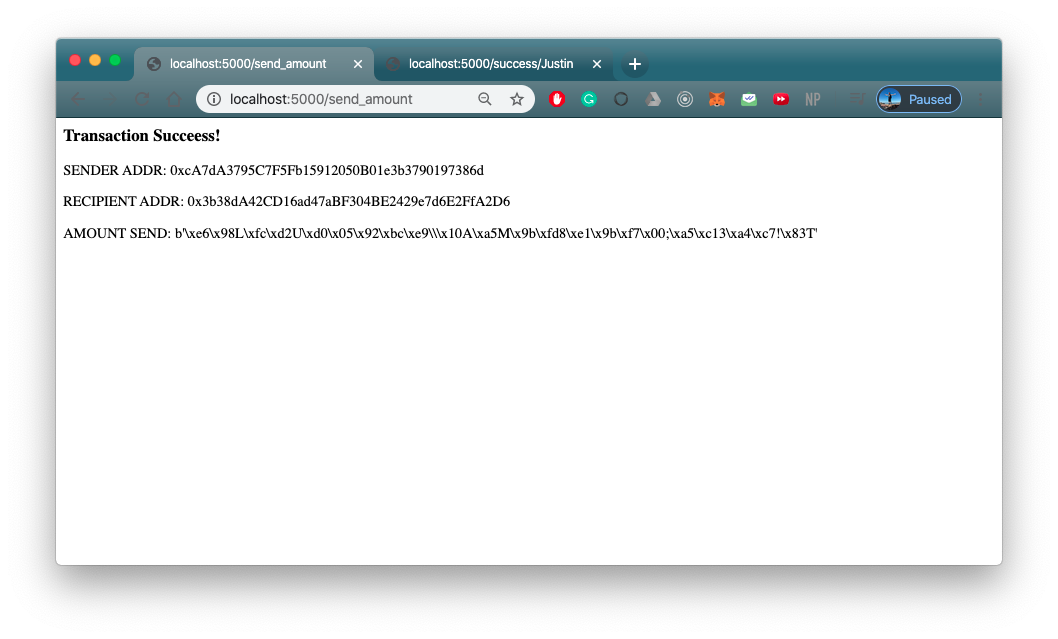 localhost:5000/send_amount
localhost:5000/success/Justin
localhost:5000/send_amount
NP
Paused
Transaction Succeess!
SENDER ADDR: 0xcA7dA3795C7F5Fb15912050B01e3b3790197386d
RECIPIENT ADDR: 0x3b38dA42CD16ad47aBF304BE2429e7d6E2FfA2D6
AMOUNT SEND: b'\xe6\x98L\xfc\xd2U\xd0\x05\x92\xbc\xe9\\\x10A\xa5M\x9b\xfd8\xe1\x9b\xf7\x00;\xa5\xc13\xa4\xc7!\x83T'